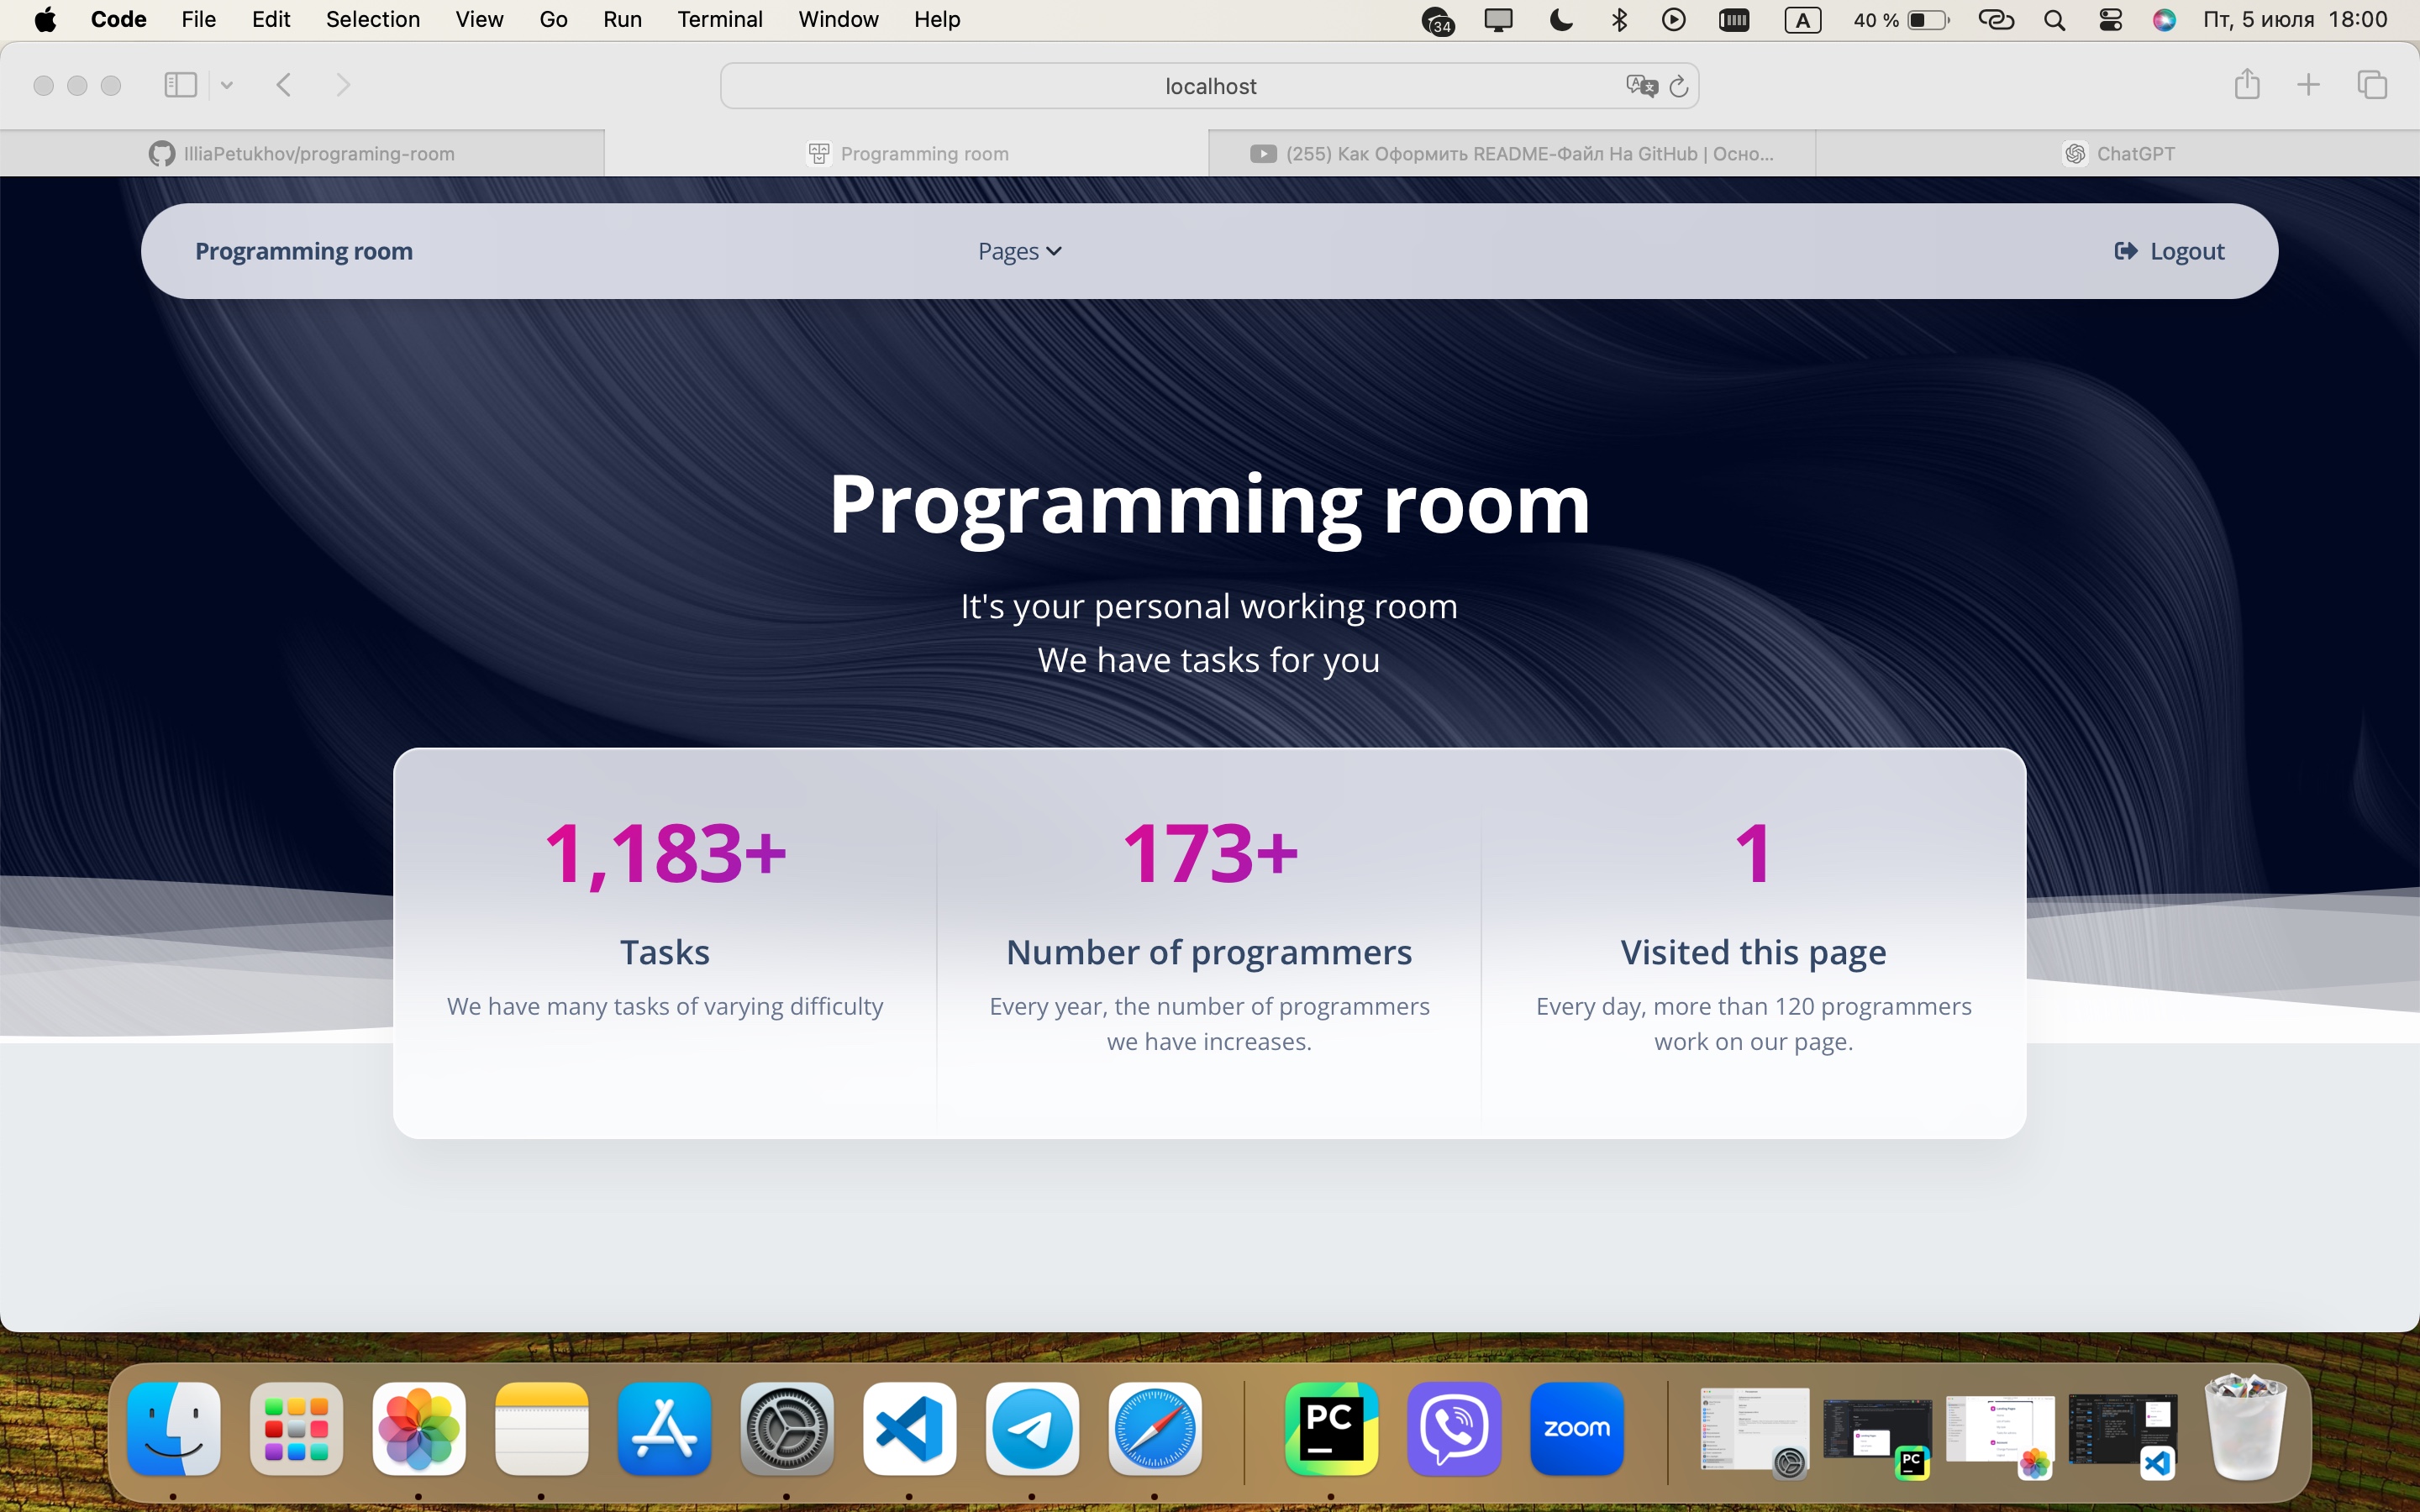 Code File Edit Selection View Go Run Terminal Window Help 34 A 40 % Пт, 5 июля 18:00
localhost
IlliaPetukhov/programing-room Programming room (255) Как Оформить README-Файл На GitHub | Осно... ChatGPT
Programming room Pages Logout
Programming room
It's your personal working room
We have tasks for you
1,183+ 173+ 1
Tasks Number of programmers Visited this page
We have many tasks of varying difficulty Every year, the number of programmers Every day, more than 120 programmers
we have increases. work on our page.
PC zoom PC